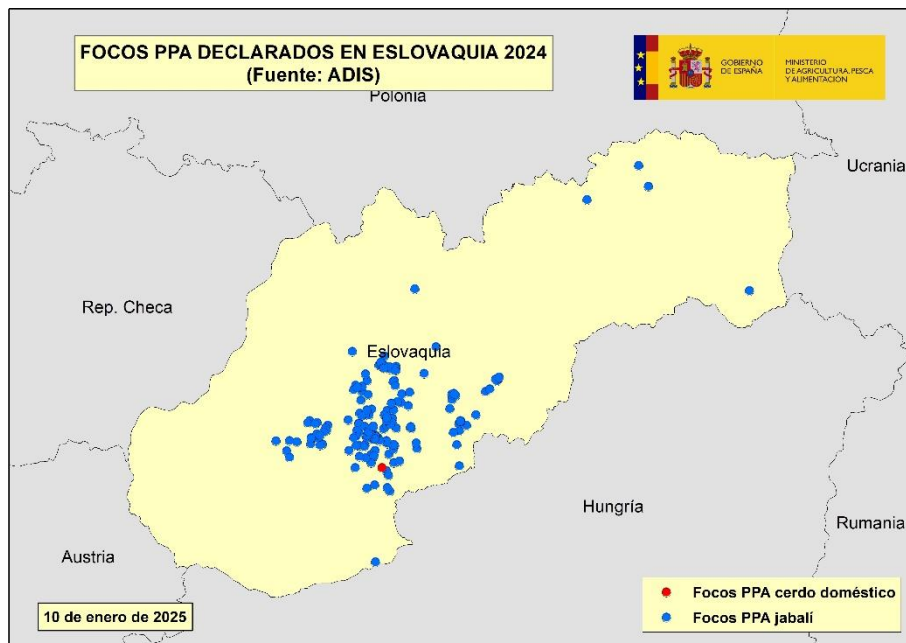 FOCOS PPA DECLARADOS EN ESLOVAQUIA 2024
(Fuente: ADIS)
GOBIERNO
DE ESPAÑA
MINISTERIO
DE AGRICULTURA, PESCA
Y ALIMENTACIÓN
Polonia
Ucrania
Rep. Checa
Eslovaquia
Hungría
Rumania
Austria
Focos PPA cerdo doméstico
Focos PPA jabalí
10 de enero de 2025